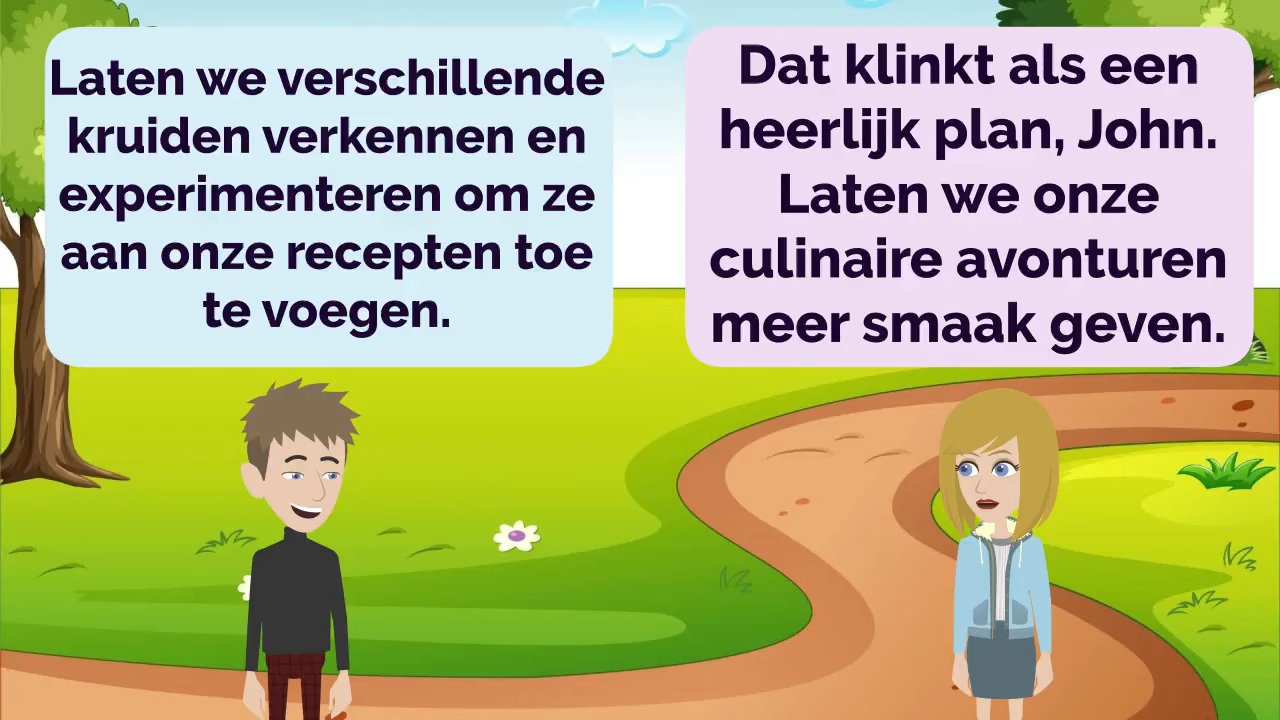 Laten we verschillende
kruiden verkennen en
experimenteren om ze
aan onze recepten toe
te voegen.
Dat klinkt als een
heerlijk plan, John.
Laten we onze
culinaire avonturen
meer smaak geven.